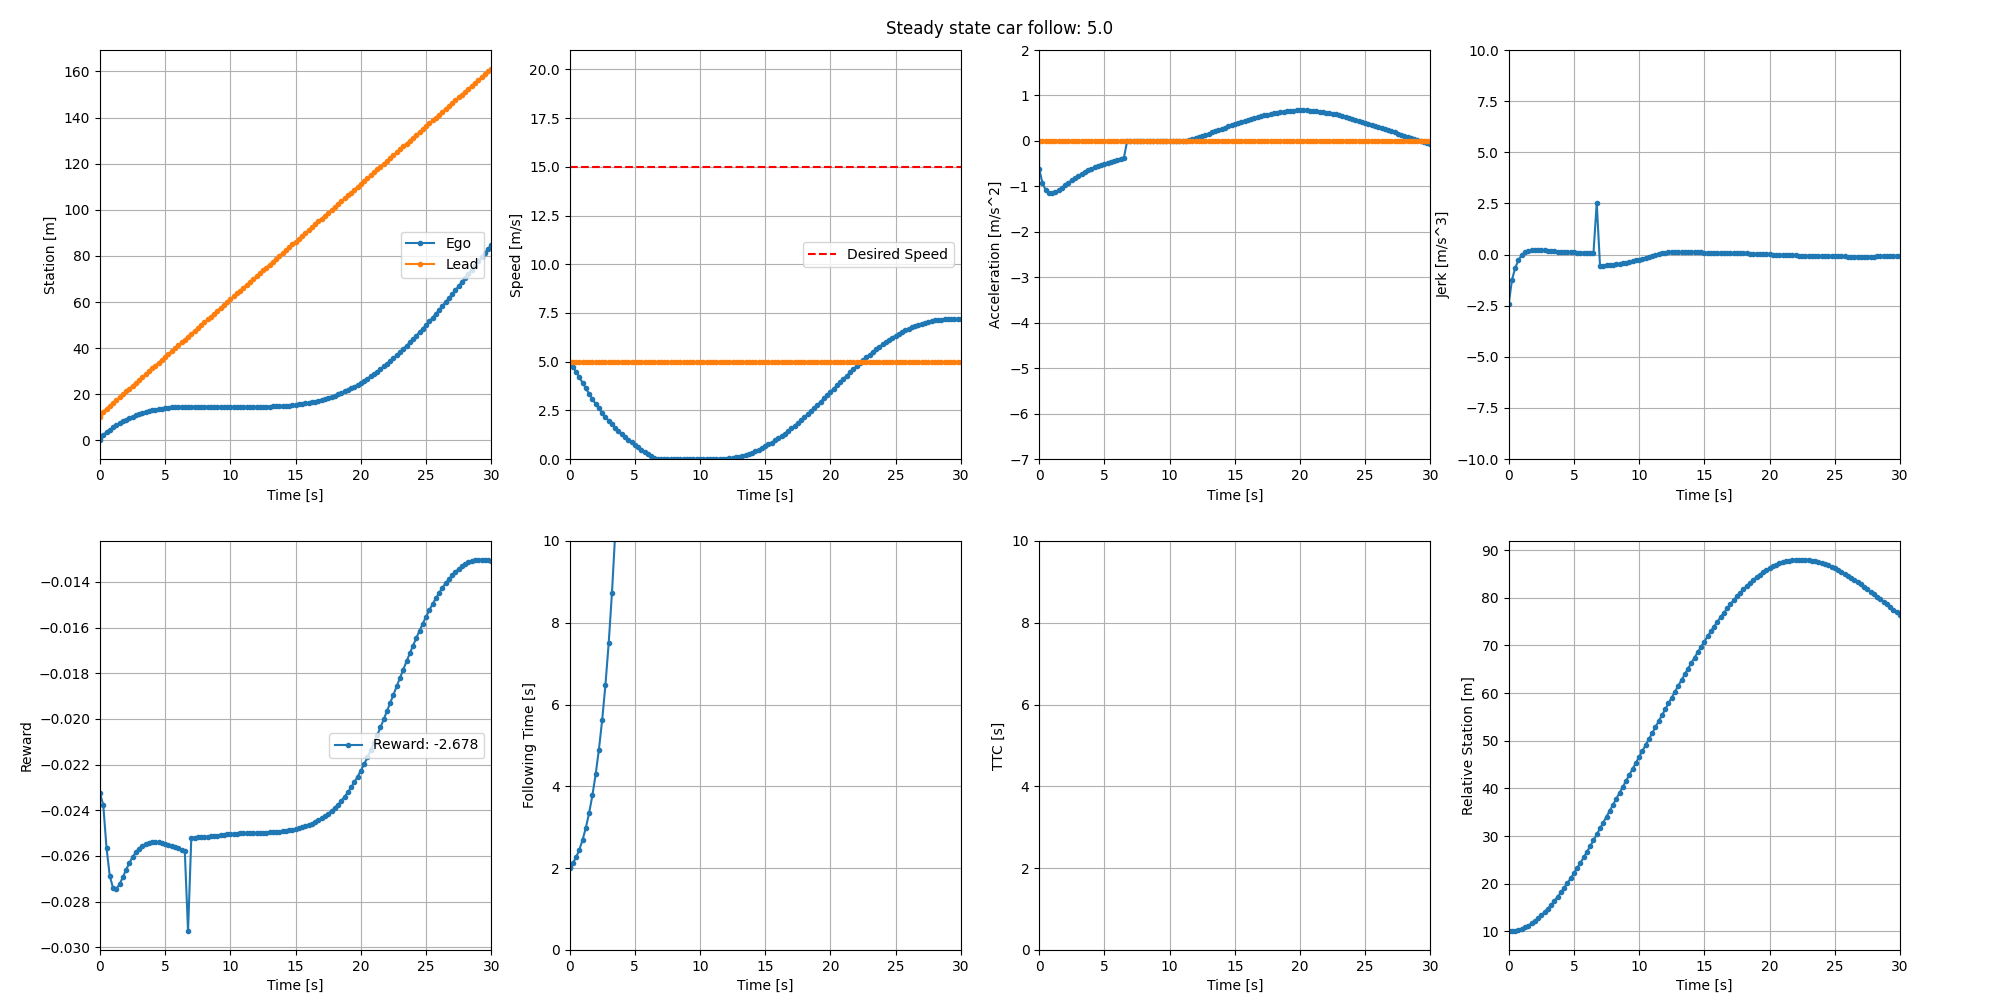 Steady state car follow: 5.0
160
140
120
100
80
60
40
20
0
Station [m]
Ego
Lead
0 5 10 15 20 25 30
Time [s]
20.0
17.5
15.0
12.5
10.0
7.5
5.0
2.5
0.0
Speed [m/s]
Desired Speed
0 5 10 15 20 25 30
Time [s]
2
1
0
−1
−2
−3
−4
−5
−6
−7
Acceleration [m/s^2]
0 5 10 15 20 25 30
Time [s]
10.0
7.5
5.0
2.5
0.0
−2.5
−5.0
−7.5
−10.0
Jerk [m/s^3]
0 5 10 15 20 25 30
Time [s]
−0.014
−0.016
−0.018
−0.020
−0.022
−0.024
−0.026
−0.028
−0.030
Reward
Reward: -2.678
0 5 10 15 20 25 30
Time [s]
10
8
6
4
2
0
Following Time [s]
0 5 10 15 20 25 30
Time [s]
10
8
6
4
2
0
TTC [s]
0 5 10 15 20 25 30
Time [s]
90
80
70
60
50
40
30
20
10
Relative Station [m]
0 5 10 15 20 25 30
Time [s]